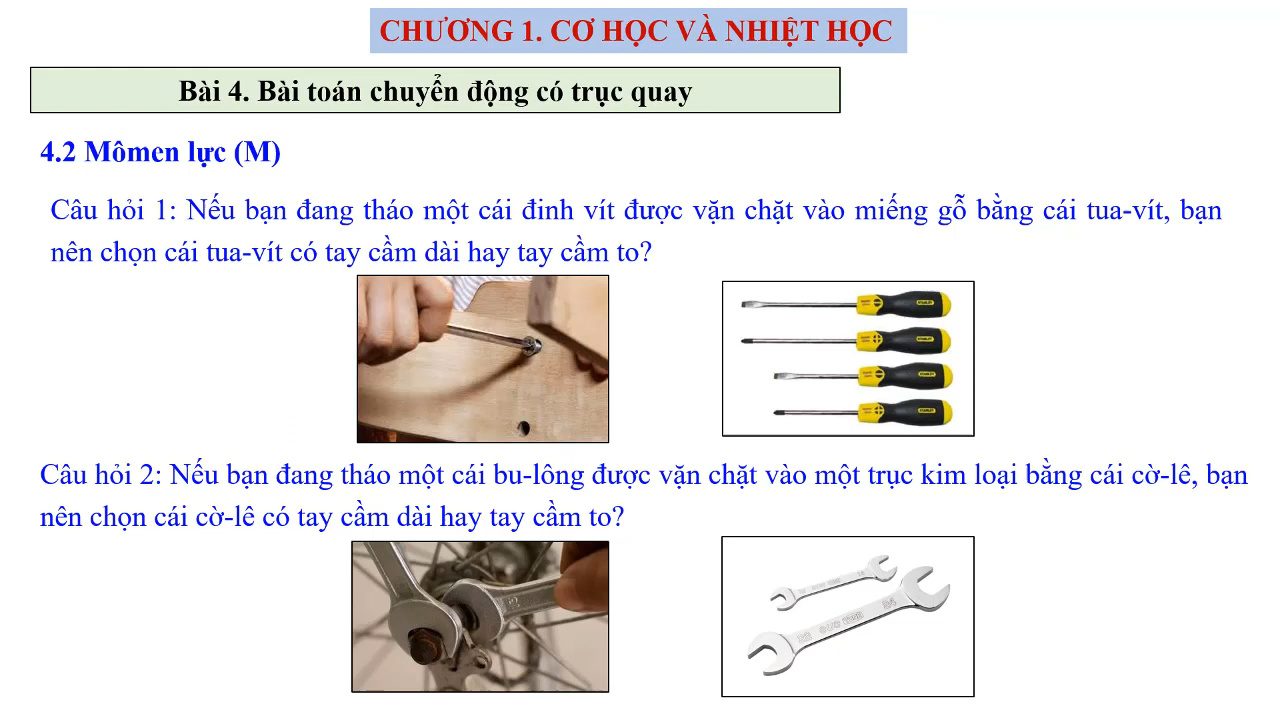 CHƯƠNG 1. CƠ HỌC VÀ NHIỆT HỌC
Bài 4. Bài toán chuyển động có trục quay
4.2 Mômen lực (M)
Câu hỏi 1: Nếu bạn đang tháo một cái đinh vít được vặn chặt vào miếng gỗ bằng cái tua-vít, bạn
nên chọn cái tua-vít có tay cầm dài hay tay cầm to?
Câu hỏi 2: Nếu bạn đang tháo một cái bu-lông được vặn chặt vào một trục kim loại bằng cái cờ-lê, bạn
nên chọn cái cờ-lê có tay cầm dài hay tay cầm to?